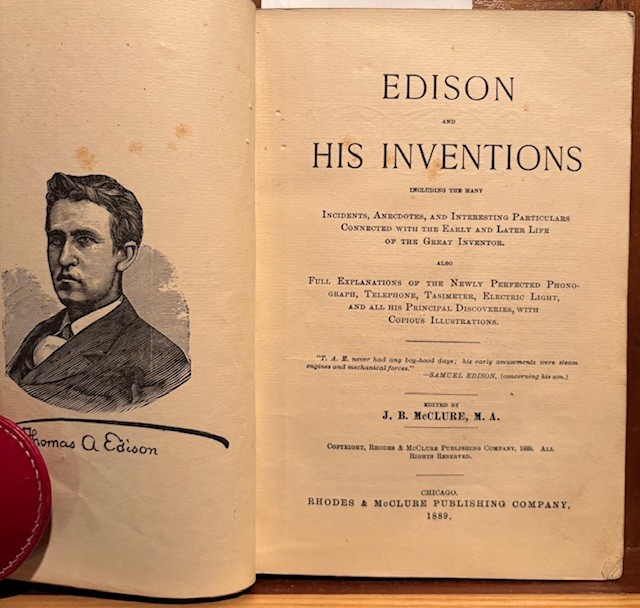 EDISON
AND
HIS INVENTIONS
INCLUDING THE MANY
INCIDENTS, ANECDOTES, AND INTERESTING PARTICULARS
CONNECTED WITH THE EARLY AND LATER LIFE
OF THE GREAT INVENTOR.
ALSO
FULL EXPLANATIONS OF THE NEWLY PERFECTED PHONO-
GRAPH, TELEPHONE, TASIMETER, ELECTRIC LIGHT,
AND ALL HIS PRINCIPAL DISCOVERIES, WITH
COPIOUS ILLUSTRATIONS.
"T. A. E. never had any boy-hood days; his early amusements were steam
engines and mechanical forces."
—SAMUEL EDISON, (concerning his son.)
EDITED BY
J. B. McCLURE, M. A.
COPYRIGHT, RHODES & McCLURE PUBLISHING COMPANY, 1889. ALL
RIGHTS RESERVED.
CHICAGO.
RHODES & McCLURE PUBLISHING COMPANY,
1889.
Thomas A Edison